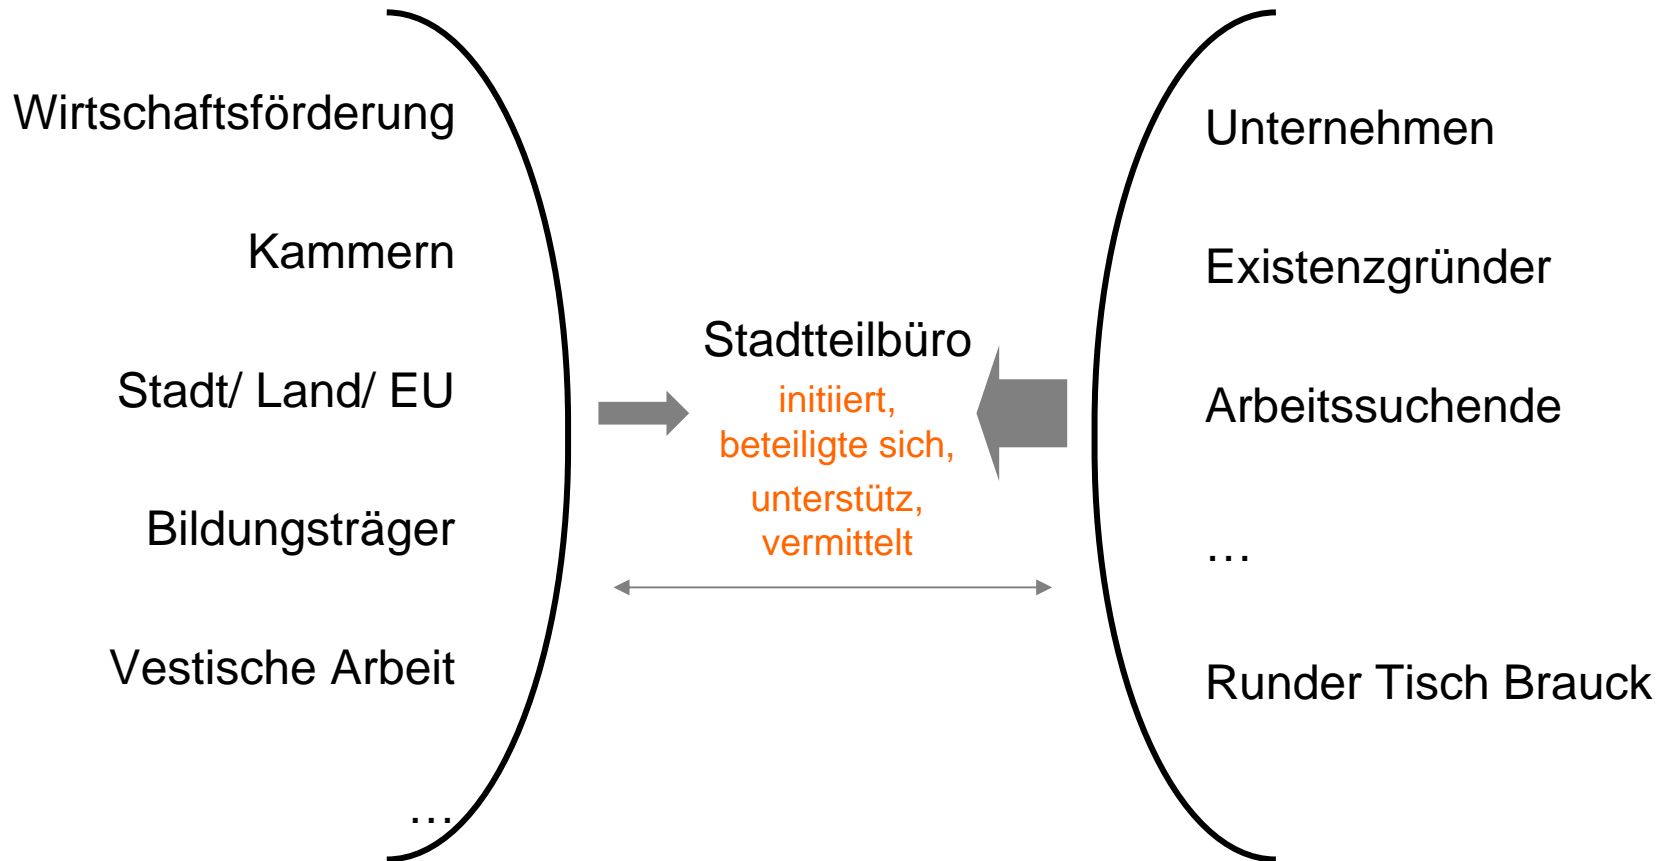 Wirtschaftsförderung
Kammern
Stadt/ Land/ EU
Bildungsträger
Vestische Arbeit
…
Stadtteilbüro
initiiert,
beteiligte sich,
unterstütz,
vermittelt
Unternehmen
Existenzgründer
Arbeitssuchende
…
Runder Tisch Brauck